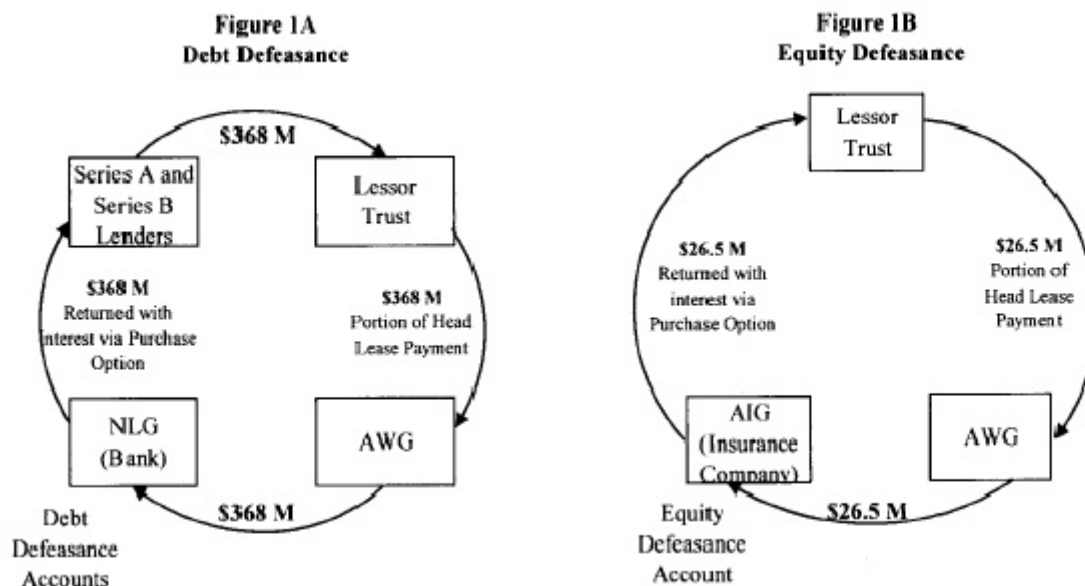 Figure 1A
Debt Defeasance
$368 M
Series A and
Series B
Lenders
Lessor
Trust
$368 M
Returned with
interest via Purchase
Option
$368 M
Portion of Head
Lease Payment
NLG
(Bank)
AWG
$368 M
Debt
Defeasance
Accounts
Figure 1B
Equity Defeasance
Lessor
Trust
$26.5 M
Returned with
interest via
Purchase Option
$26.5 M
Portion of
Head Lease
Payment
AIG
(Insurance
Company)
AWG
$26.5 M
Equity
Defeasance
Account